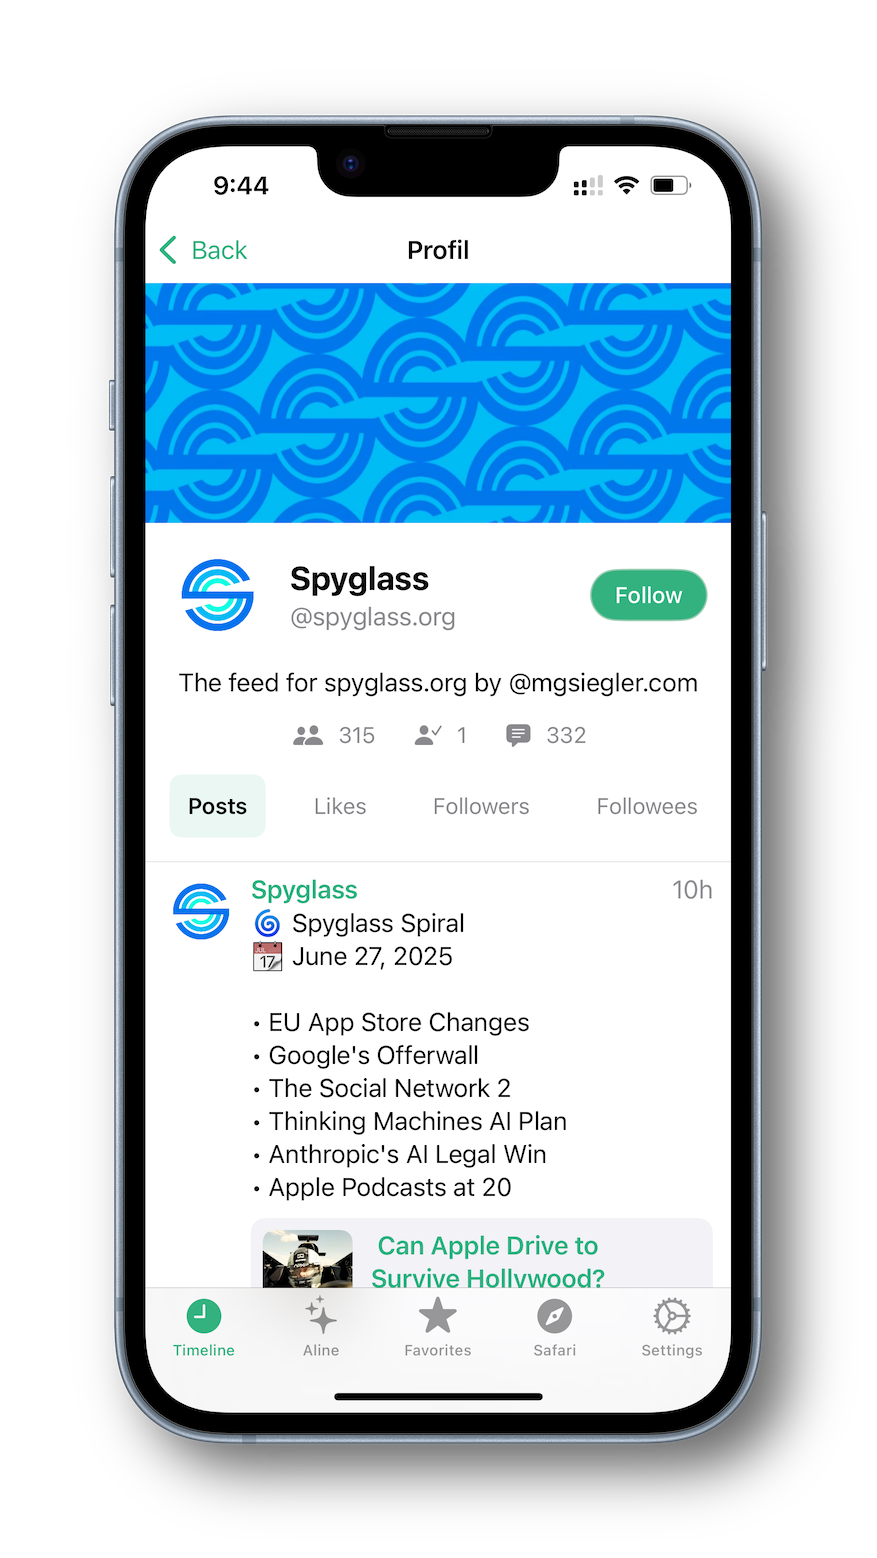 9:44
Back
Profil
Spyglass
@spyglass.org
Follow
The feed for spyglass.org by @mgsiegler.com
315 1 332
Posts Likes Followers Followees
Spyglass 10h
🌀 Spyglass Spiral
📆 June 27, 2025
• EU App Store Changes
• Google's Offerwall
• The Social Network 2
• Thinking Machines AI Plan
• Anthropic's AI Legal Win
• Apple Podcasts at 20
Can Apple Drive to
Survive Hollywood?
Timeline Aline Favorites Safari Settings